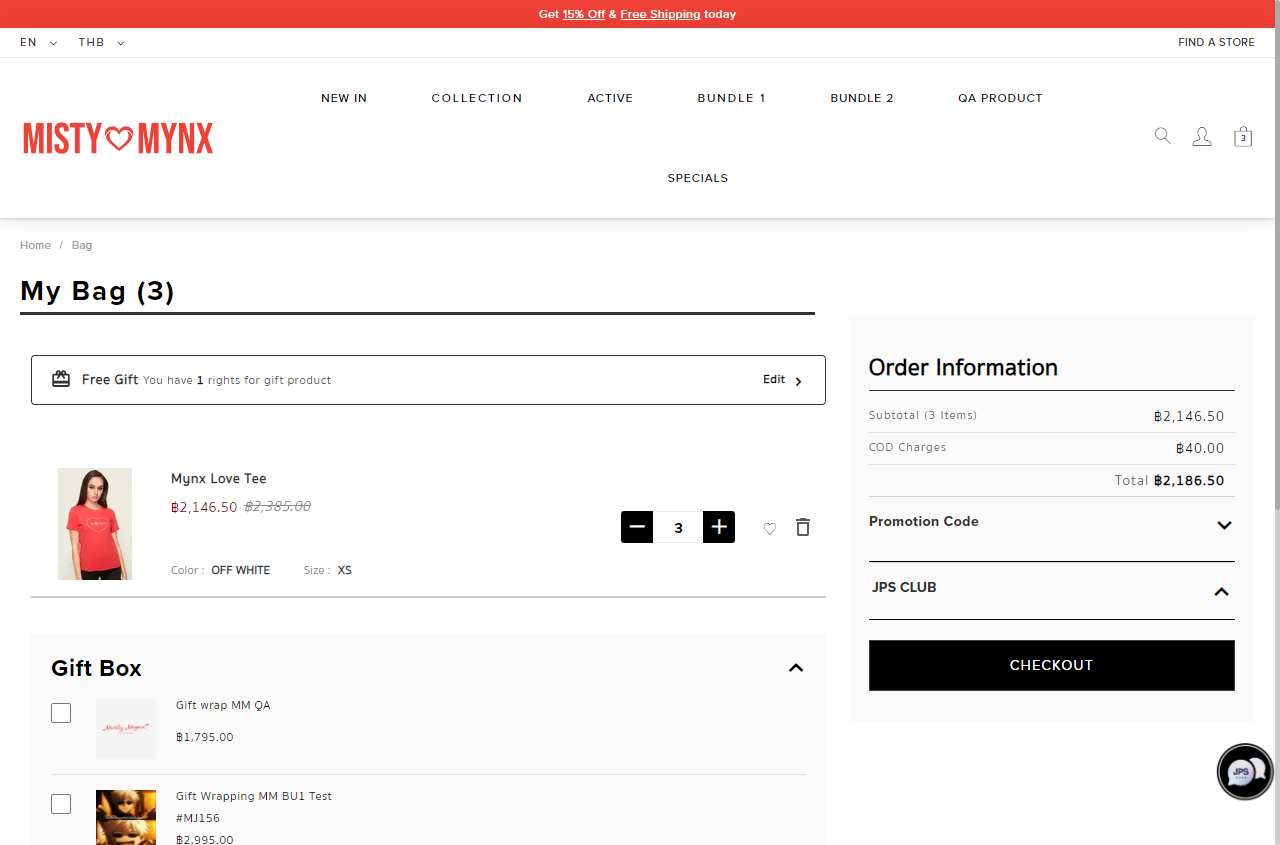 Get 15% Off & Free Shipping today
EN THB FIND A STORE
NEW IN COLLECTION ACTIVE BUNDLE 1 BUNDLE 2 QA PRODUCT
MISTY MYNX
3
SPECIALS
Home / Bag
My Bag (3)
Free Gift You have 1 rights for gift product Edit
Mynx Love Tee
฿2,146.50 ฿2,385.00
3
Color : OFF WHITE Size : XS
Order Information
Subtotal (3 Items) ฿2,146.50
COD Charges ฿40.00
Total ฿2,186.50
Promotion Code
JPS CLUB
CHECKOUT
Gift Box
Gift wrap MM QA
฿1,795.00
Misty Mynx
Gift Wrapping MM BU1 Test
#MJ156
฿2,995.00
JPS